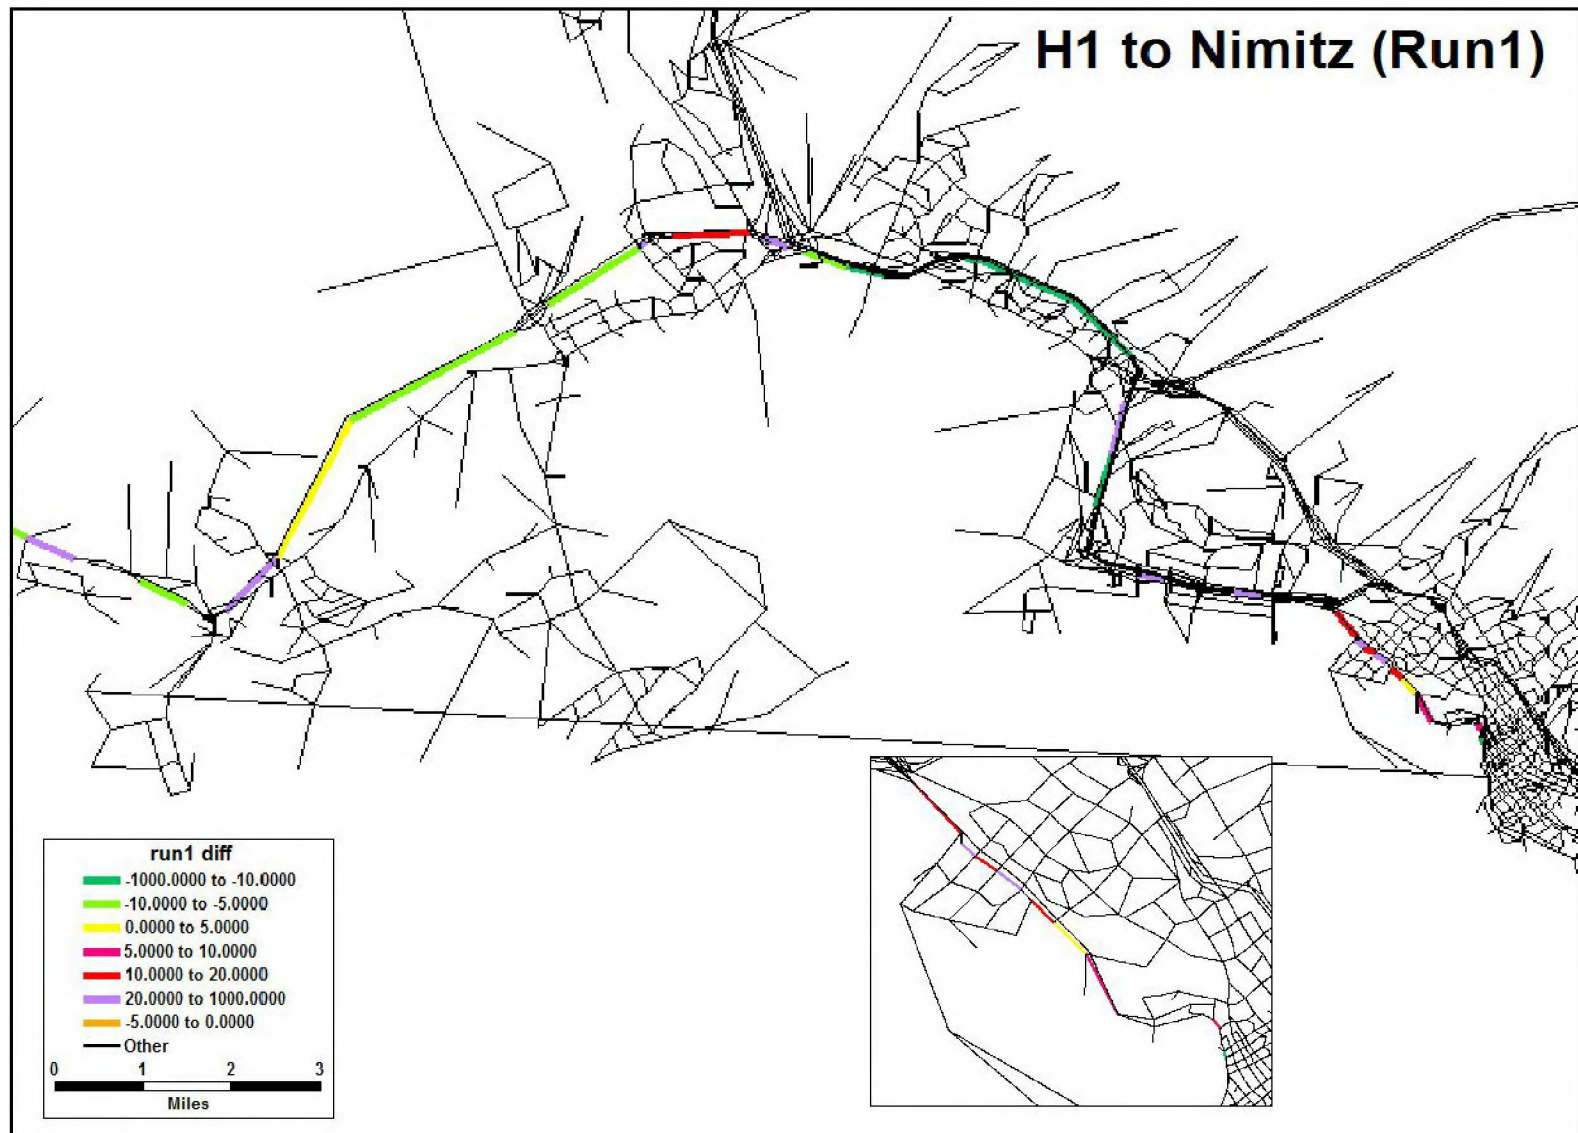 H1 to Nimitz (Run1)
run1 diff
-1000.0000 to -10.0000
-10.0000 to -5.0000
0.0000 to 5.0000
5.0000 to 10.0000
10.0000 to 20.0000
20.0000 to 1000.0000
-5.0000 to 0.0000
Other
0 1 2 3
Miles